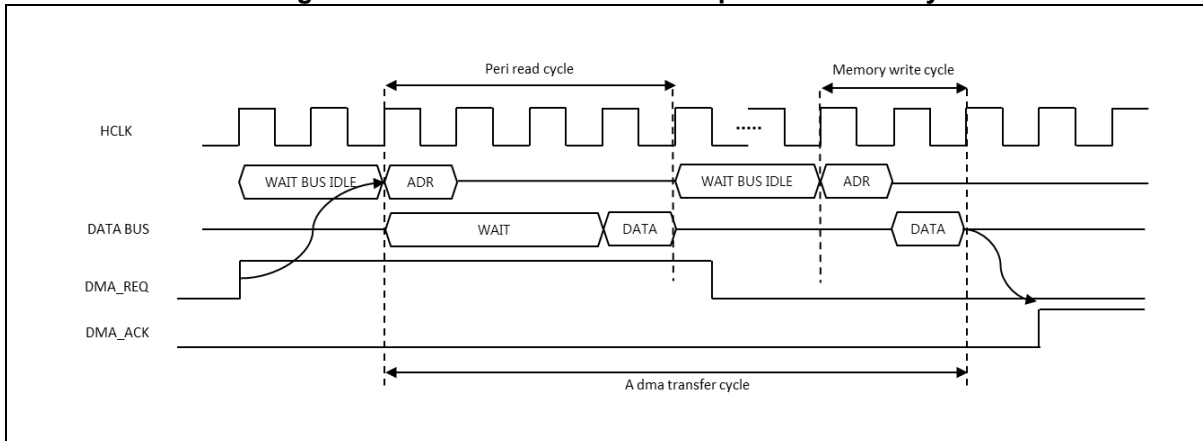 Peri read cycle
Memory write cycle
HCLK
.....
WAIT BUS IDLE
ADR
WAIT BUS IDLE
ADR
DATA BUS
WAIT
DATA
DATA
DMA_REQ
DMA_ACK
A dma transfer cycle